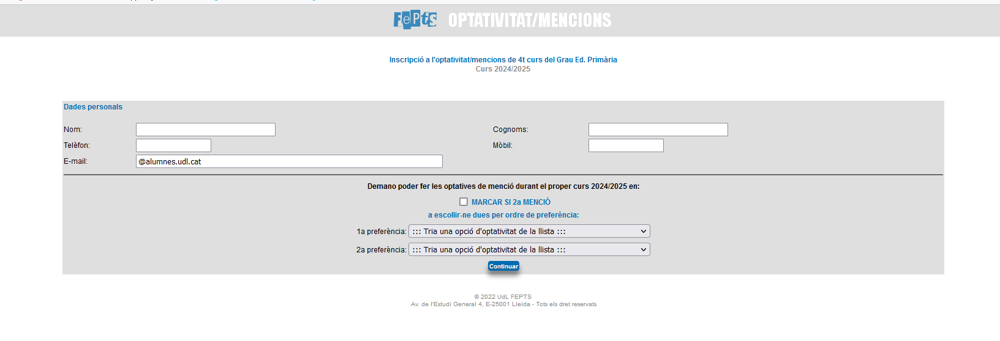 FePts OPTATIVITAT/MENCIONS
Inscripció a l'optativitat/mencions de 4t curs del Grau Ed. Primària
Curs 2024/2025
Dades personals
Nom: Cognoms:
Telèfon: Mòbil:
E-mail: @alumnes.udl.cat
Demano poder fer les optatives de menció durant el proper curs 2024/2025 en:
MARCAR SI 2a MENCIÓ
a escollir-ne dues per ordre de preferència:
1a preferència: ::: Tria una opció d'optativitat de la llista :::
2a preferència: ::: Tria una opció d'optativitat de la llista :::
Continuar
© 2022 UdL FEPTS
Av. de l'Estudi General 4, E-25001 Lleida - Tots els dret reservats